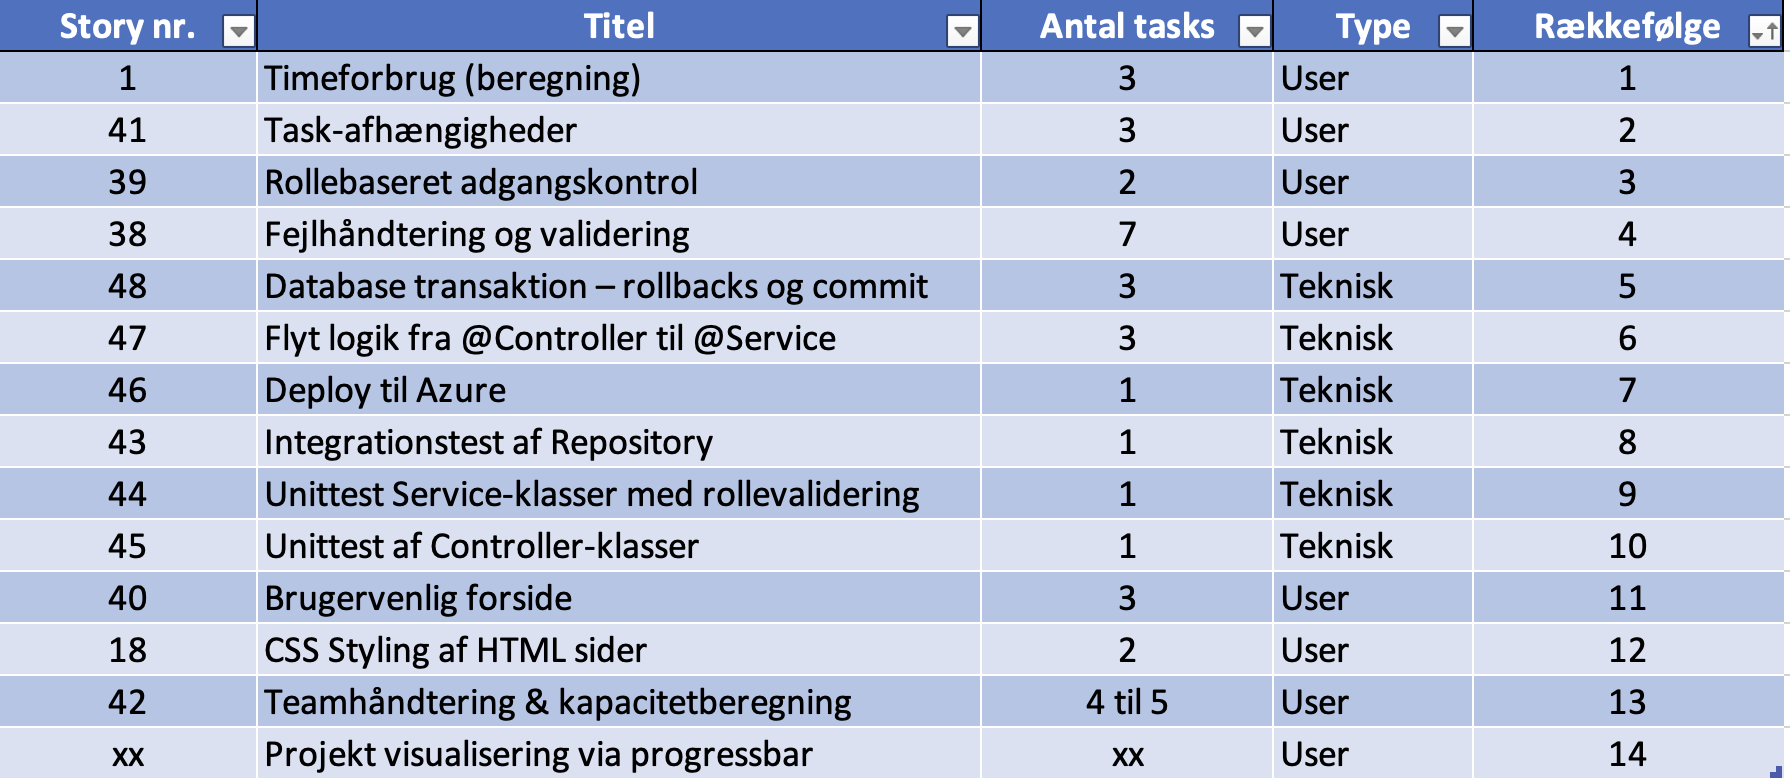 Story nr. Titel Antal tasks Type Rækkefølge
1 Timeforbrug (beregning) 3 User 1
41 Task-afhængigheder 3 User 2
39 Rollebaseret adgangskontrol 2 User 3
38 Fejlhåndtering og validering 7 User 4
48 Database transaktion – rollbacks og commit 3 Teknisk 5
47 Flyt logik fra @Controller til @Service 3 Teknisk 6
46 Deploy til Azure 1 Teknisk 7
43 Integrationstest af Repository 1 Teknisk 8
44 Unittest Service-klasser med rollevalidering 1 Teknisk 9
45 Unittest af Controller-klasser 1 Teknisk 10
40 Brugervenlig forside 3 User 11
18 CSS Styling af HTML sider 2 User 12
42 Teamhåndtering & kapacitetberegning 4 til 5 User 13
xx Projekt visualisering via progressbar xx User 14